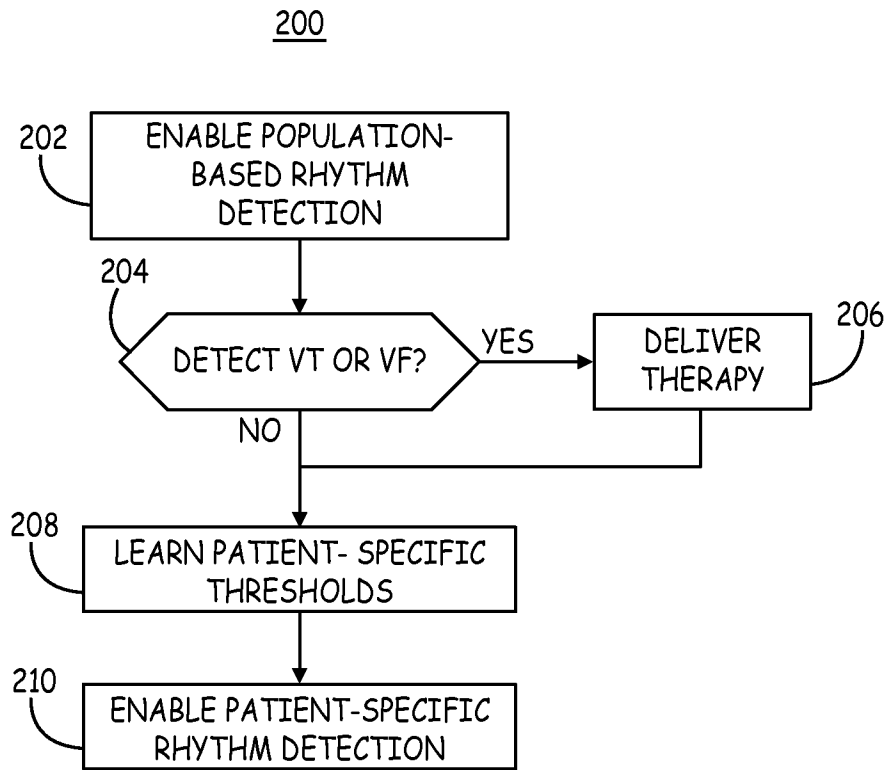 200
202
ENABLE POPULATION-
BASED RHYTHM
DETECTION
204
DETECT VT OR VF?
YES
DELIVER
THERAPY
206
NO
208
LEARN PATIENT- SPECIFIC
THRESHOLDS
210
ENABLE PATIENT-SPECIFIC
RHYTHM DETECTION